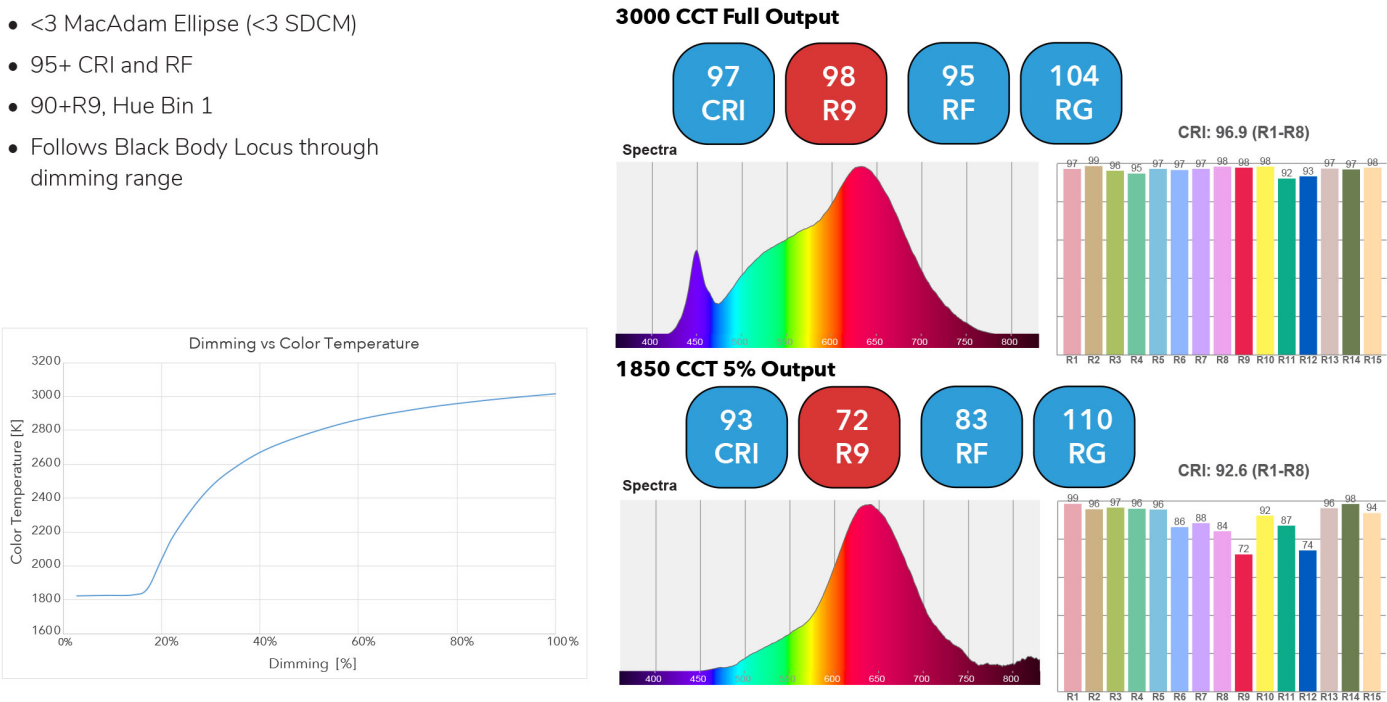 • <3 MacAdam Ellipse (<3 SDCM)
• 95+ CRI and RF
• 90+R9, Hue Bin 1
• Follows Black Body Locus through
dimming range
Dimming vs Color Temperature
Color Temperature [K]
3200
3000
2800
2600
2400
2200
2000
1800
1600
0% 20% 40% 60% 80% 100%
Dimming [%]
3000 CCT Full Output
97 98 95 104
CRI R9 RF RG
Spectra
400 450 500 550 600 650 700 750 800
CRI: 96.9 (R1-R8)
97 99 96 95 97 97 97 98 98 98 92 93 97 97 98
R1 R2 R3 R4 R5 R6 R7 R8 R9 R10 R11 R12 R13 R14 R15
1850 CCT 5% Output
93 72 83 110
CRI R9 RF RG
Spectra
400 450 500 550 600 650 700 750 800
CRI: 92.6 (R1-R8)
99 96 97 96 96 86 88 84 72 92 87 74 96 98 94
R1 R2 R3 R4 R5 R6 R7 R8 R9 R10 R11 R12 R13 R14 R15